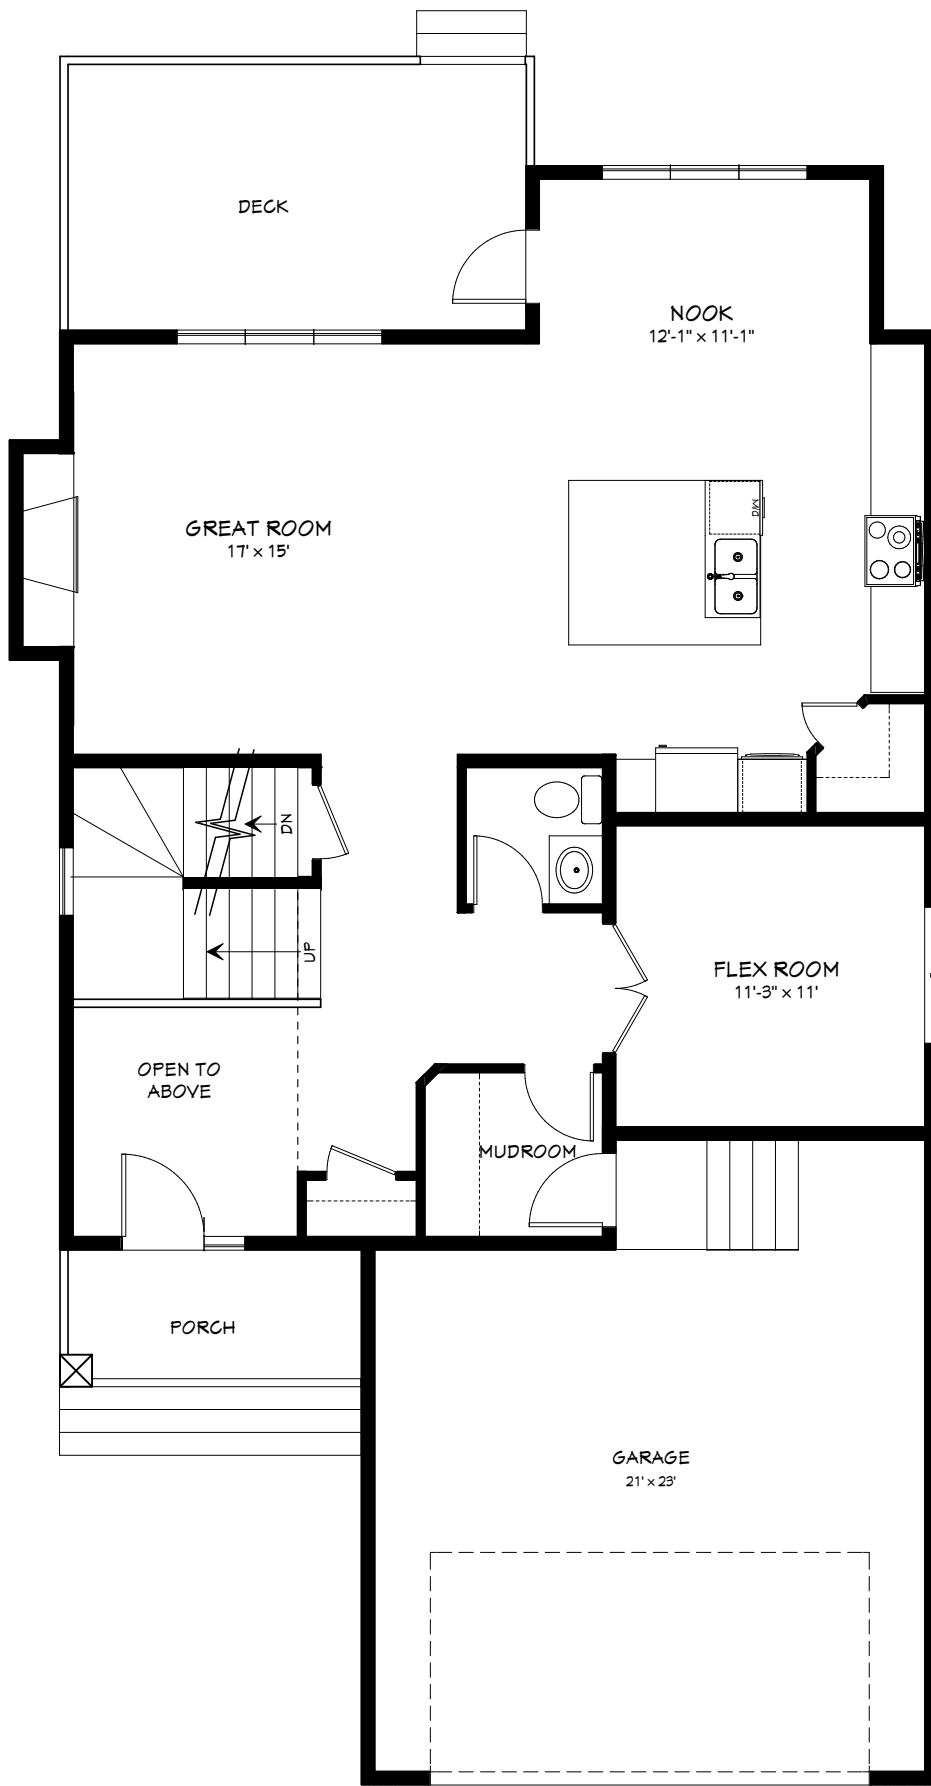 DECK
NOOK
12'-1" x 11'-1"
GREAT ROOM
17' x 15'
D/W
DN
UP
FLEX ROOM
11'-3" x 11'
OPEN TO
ABOVE
MUDROOM
PORCH
GARAGE
21' x 23'